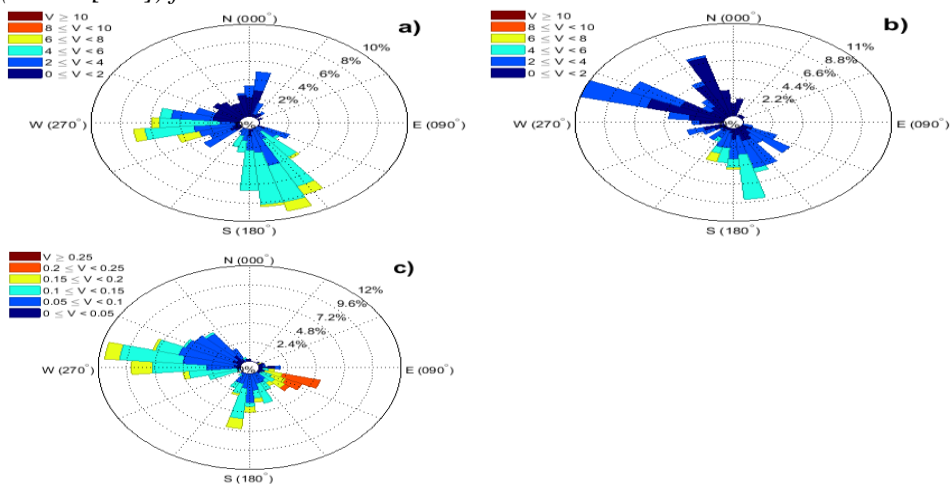 V ≥ 10
8 ≤ V < 10
6 ≤ V < 8
4 ≤ V < 6
2 ≤ V < 4
0 ≤ V < 2
N (000°)
a)
10%
8%
6%
4%
2%
W (270°)
E (090°)
S (180°)
V ≥ 10
8 ≤ V < 10
6 ≤ V < 8
4 ≤ V < 6
2 ≤ V < 4
0 ≤ V < 2
N (000°)
b)
11%
8.8%
6.6%
4.4%
2.2%
W (270°)
E (090°)
S (180°)
V ≥ 0.25
0.2 ≤ V < 0.25
0.15 ≤ V < 0.2
0.1 ≤ V < 0.15
0.05 ≤ V < 0.1
0 ≤ V < 0.05
N (000°)
c)
12%
9.6%
7.2%
4.8%
2.4%
W (270°)
E (090°)
S (180°)